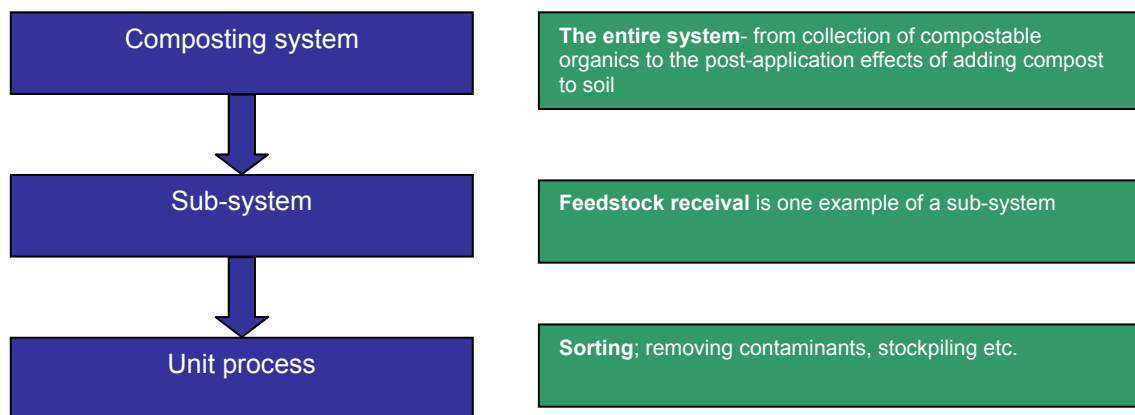 Composting system
The entire system- from collection of compostable
organics to the post-application effects of adding compost
to soil
Sub-system
Feedstock receival is one example of a sub-system
Unit process
Sorting; removing contaminants, stockpiling etc.